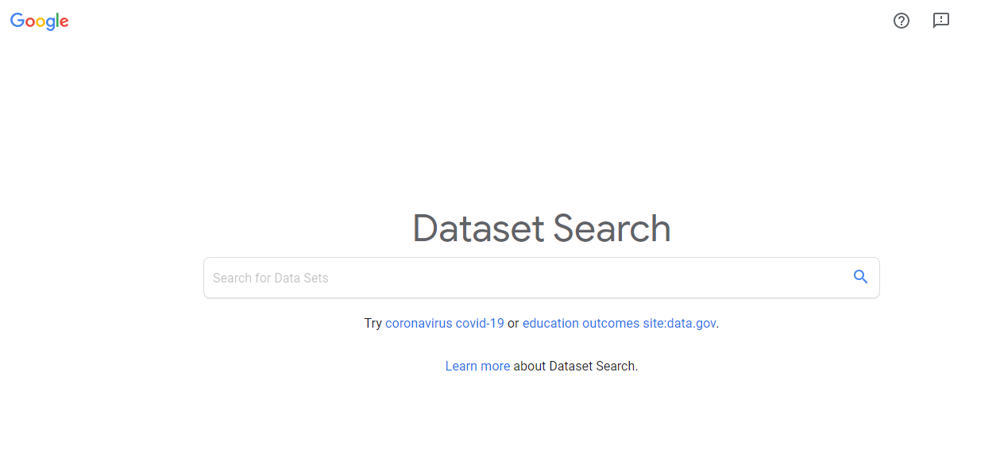 Google
Dataset Search
Search for Data Sets
Try coronavirus covid-19 or education outcomes site:data.gov.
Learn more about Dataset Search.